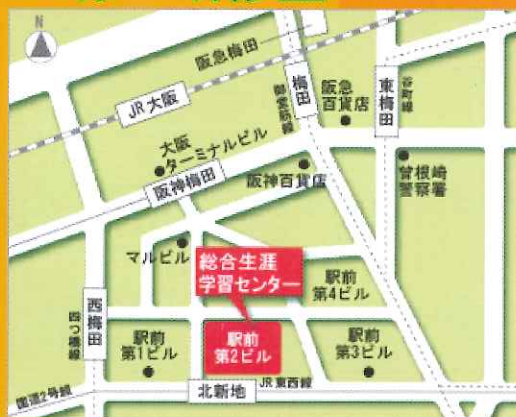 N
阪急梅田
JR大阪
梅田
御堂筋線
阪急
百貨店
東梅田
谷町線
大阪
ターミナルビル
阪神梅田
阪神百貨店
曽根崎
警察署
マルビル
総合生涯
学習センター
駅前
第4ビル
西梅田
四つ橋線
駅前
第1ビル
駅前
第2ビル
駅前
第3ビル
国道2号線
北新地
JR東西線